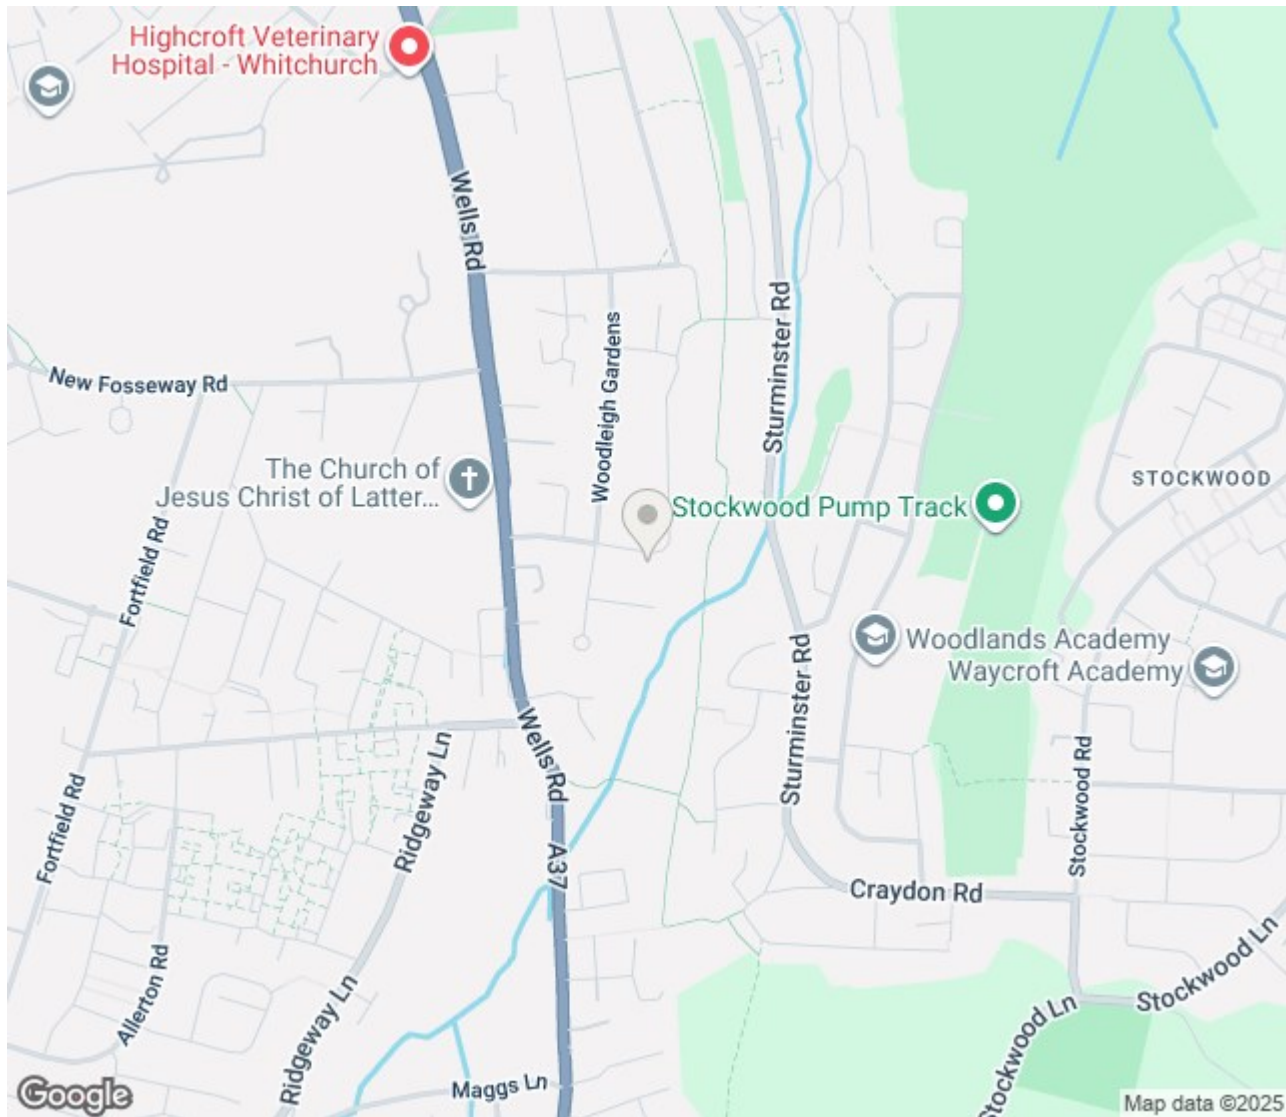 Highcroft Veterinary
Hospital - Whitchurch
Wells Rd
Sturminster Rd
Woodleigh Gardens
New Fosseway Rd
The Church of
Jesus Christ of Latter...
STOCKWOOD
Stockwood Pump Track
Fortfield Rd
Woodlands Academy
Waycroft Academy
Sturminster Rd
Wells Rd
Ridgeway Ln
Stockwood Rd
Fortfield Rd
A37
Craydon Rd
Allerton Rd
Ridgeway Ln
Stockwood Ln
Stockwood Ln
Maggs Ln
Google
Map data ©2025